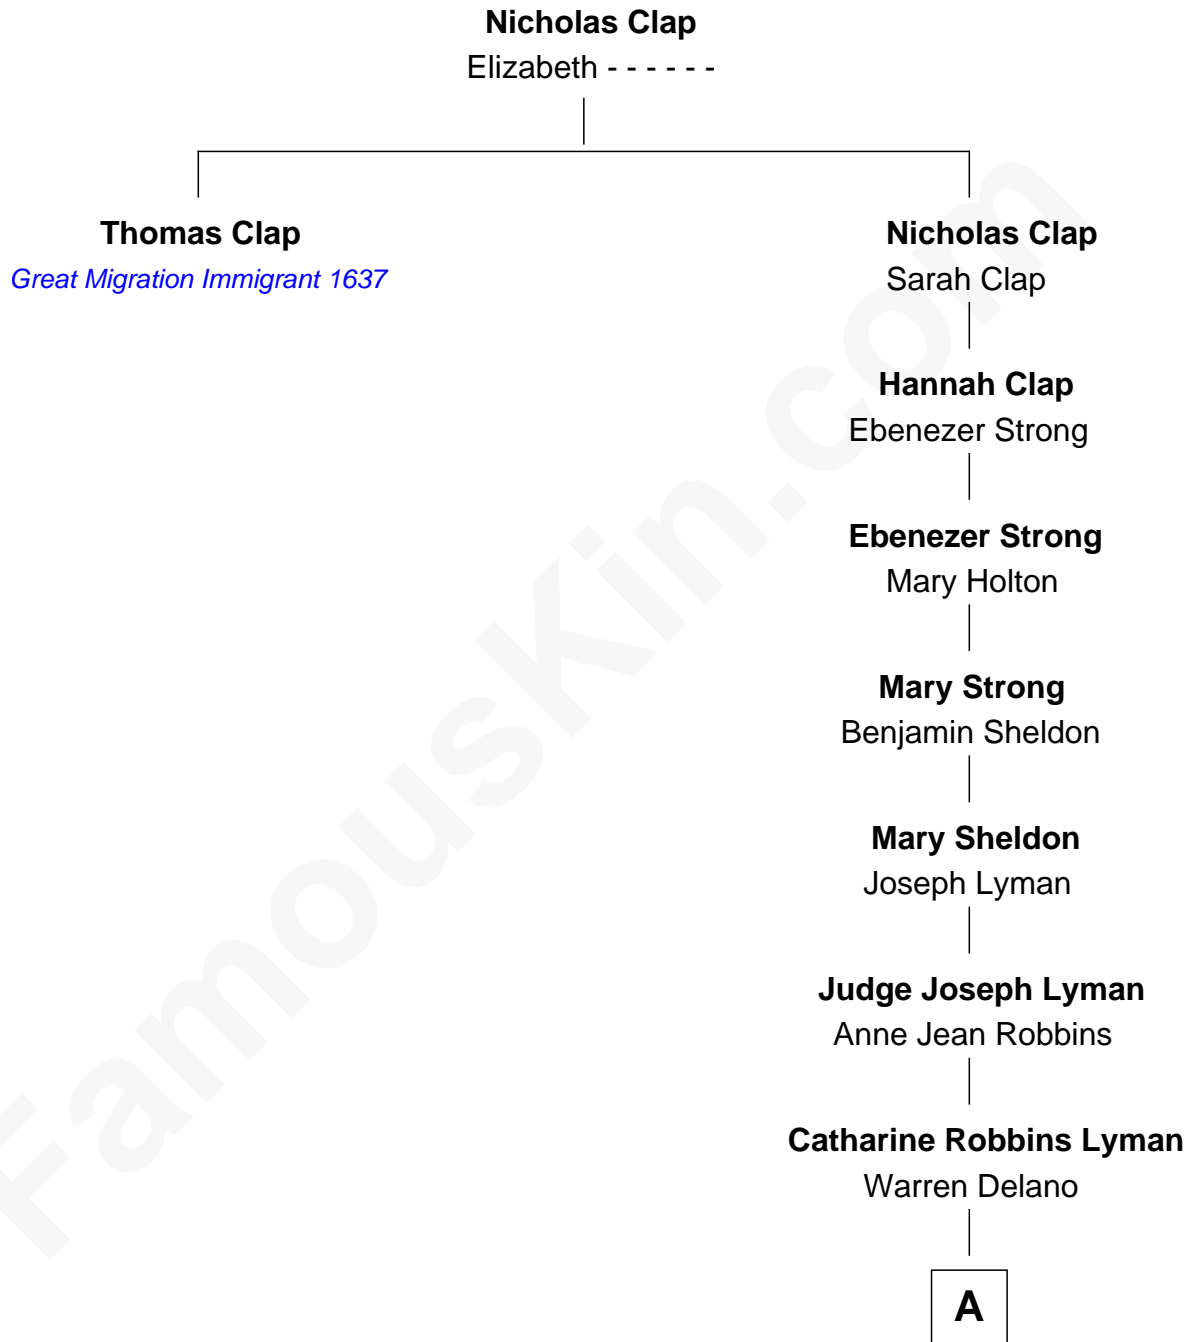 Nicholas Clap
Elizabeth - - - - - -
Thomas Clap
Great Migration Immigrant 1637
Nicholas Clap
Sarah Clap
Hannah Clap
Ebenezer Strong
Ebenezer Strong
Mary Holton
Mary Strong
Benjamin Sheldon
Mary Sheldon
Joseph Lyman
Judge Joseph Lyman
Anne Jean Robbins
Catharine Robbins Lyman
Warren Delano
A
FamousKin.com